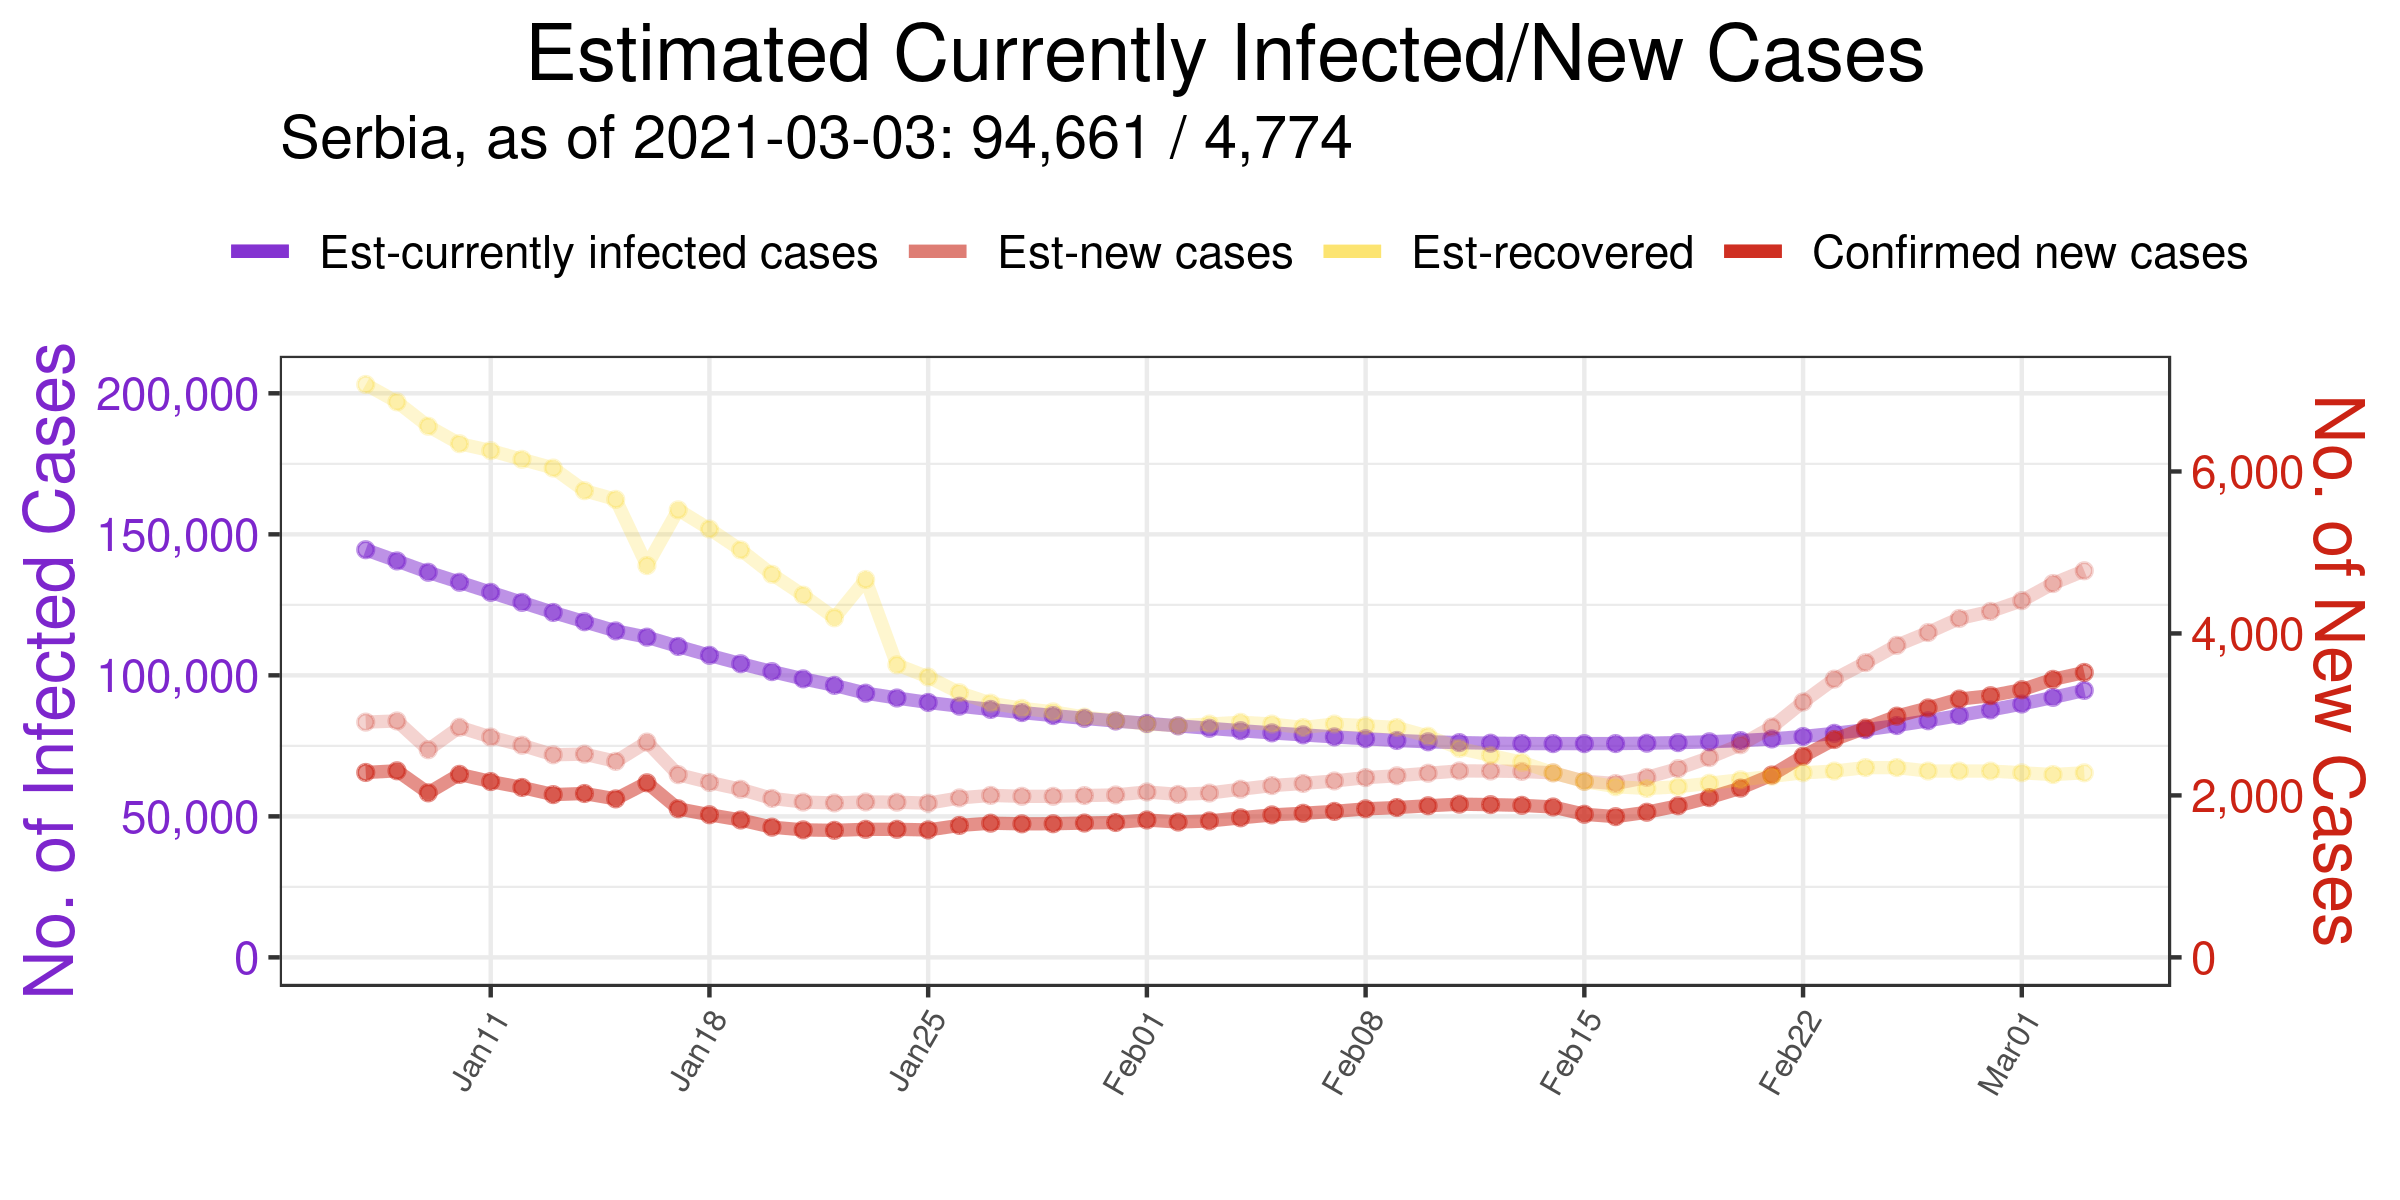 Estimated Currently Infected/New Cases
Serbia, as of 2021-03-03: 94,661 / 4,774
Est-currently infected cases Est-new cases Est-recovered Confirmed new cases
No. of Infected Cases
200,000
150,000
100,000
50,000
0
6,000
4,000
2,000
0
No. of New Cases
Jan11 Jan18 Jan25 Feb01 Feb08 Feb15 Feb22 Mar01